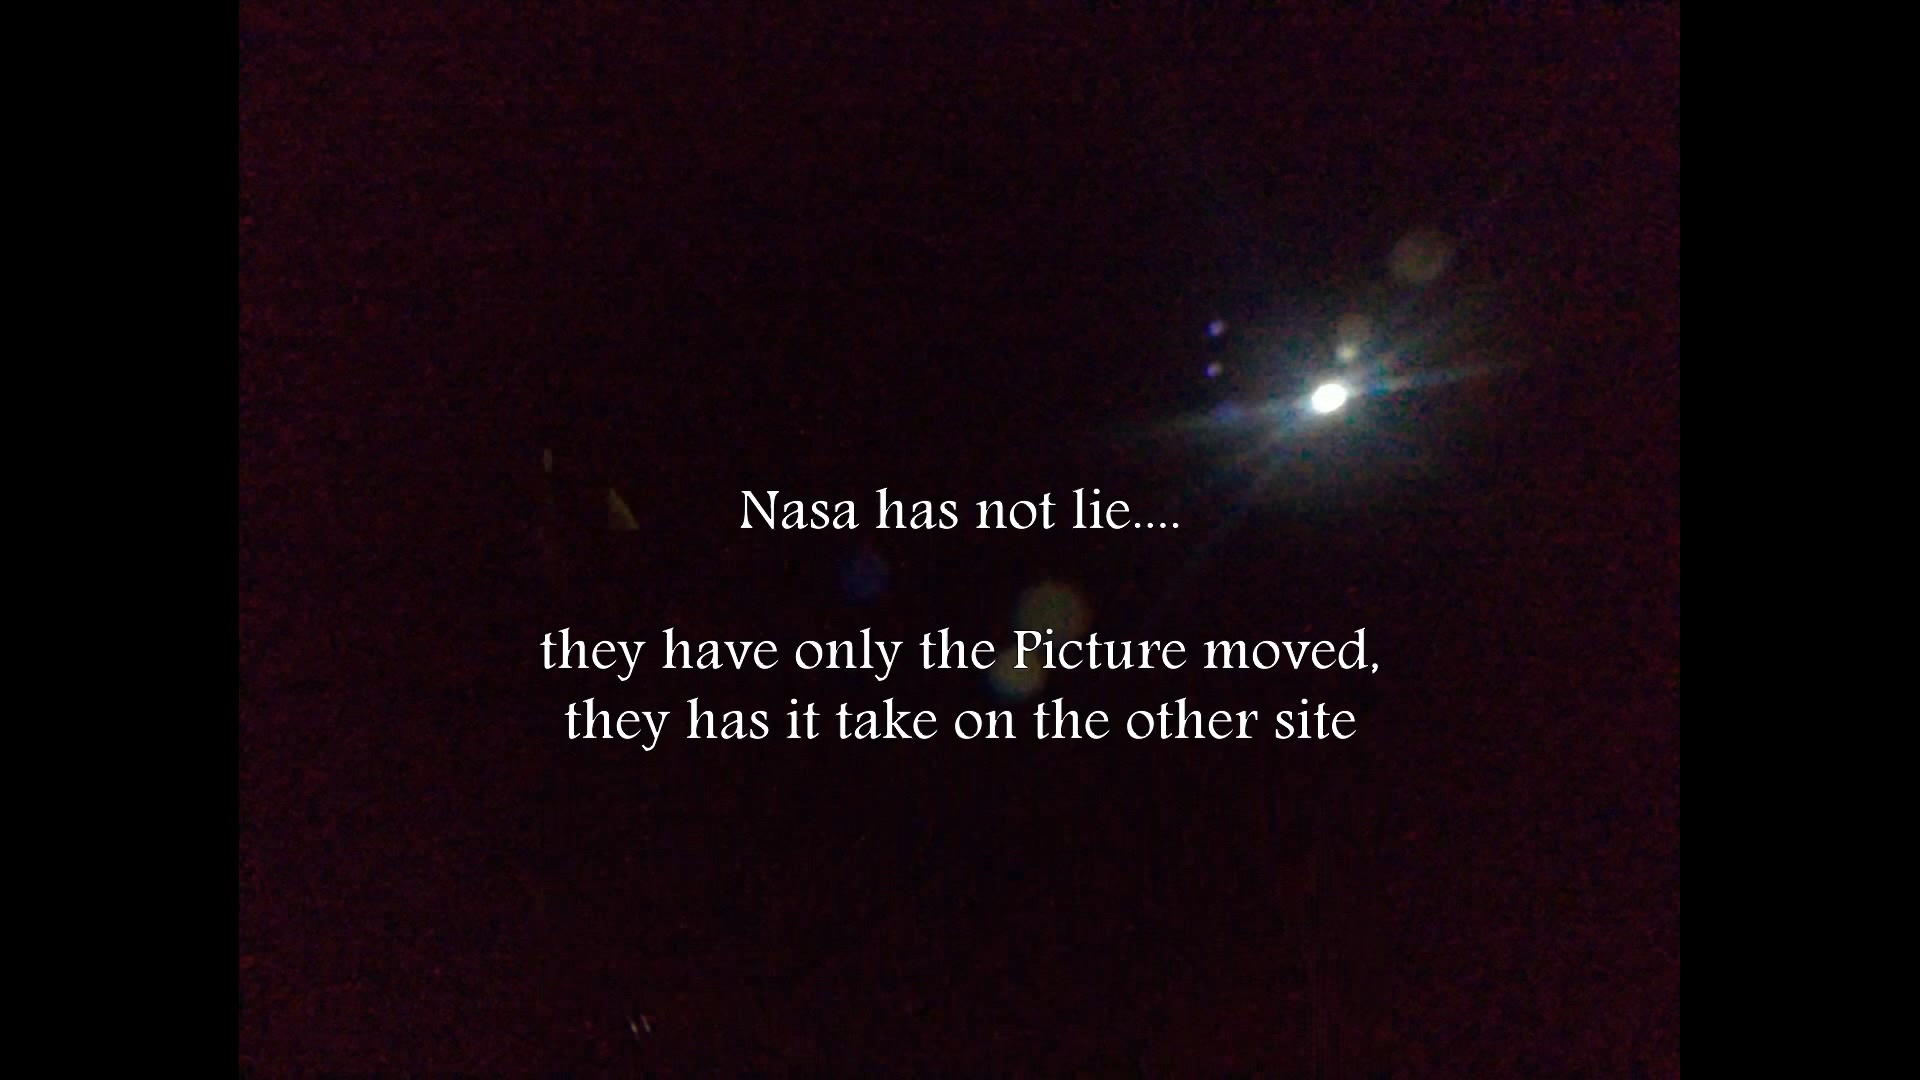 Nasa has not lie....
they have only the Picture moved,
they has it take on the other site